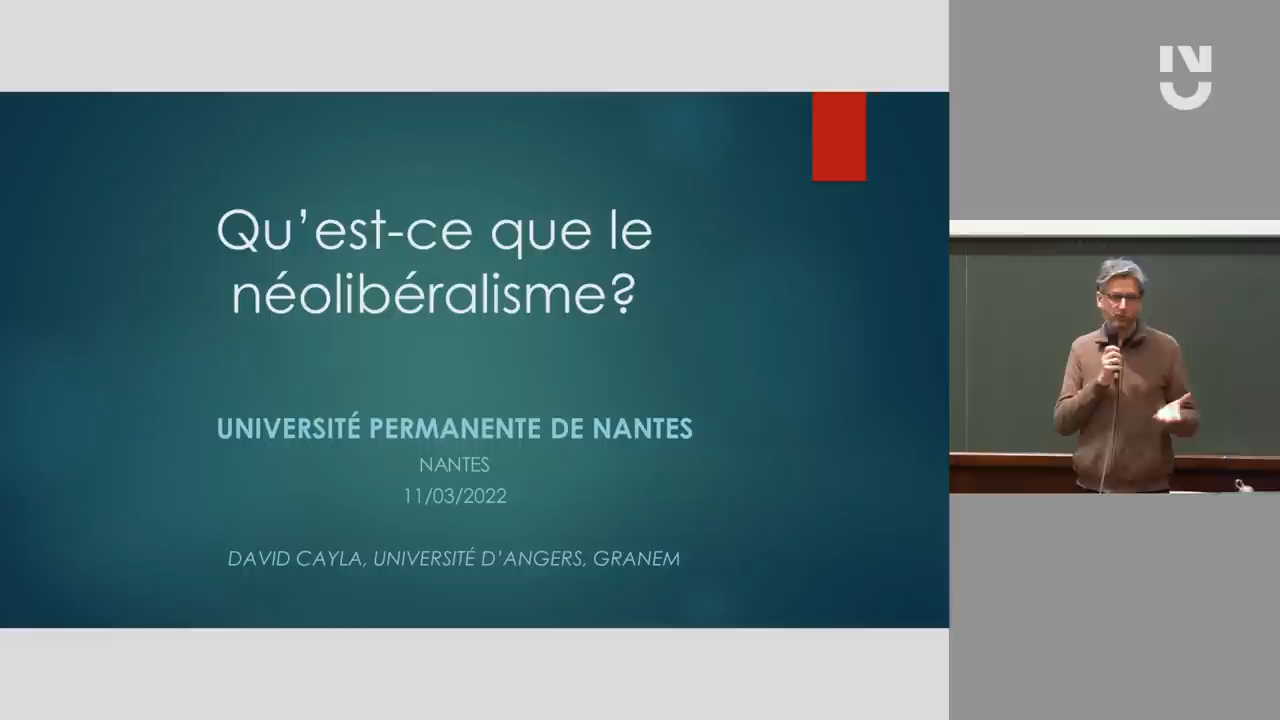 Qu’est-ce que le
néolibéralisme?
UNIVERSITÉ PERMANENTE DE NANTES
NANTES
11/03/2022
DAVID CAYLA, UNIVERSITÉ D’ANGERS, GRANEM